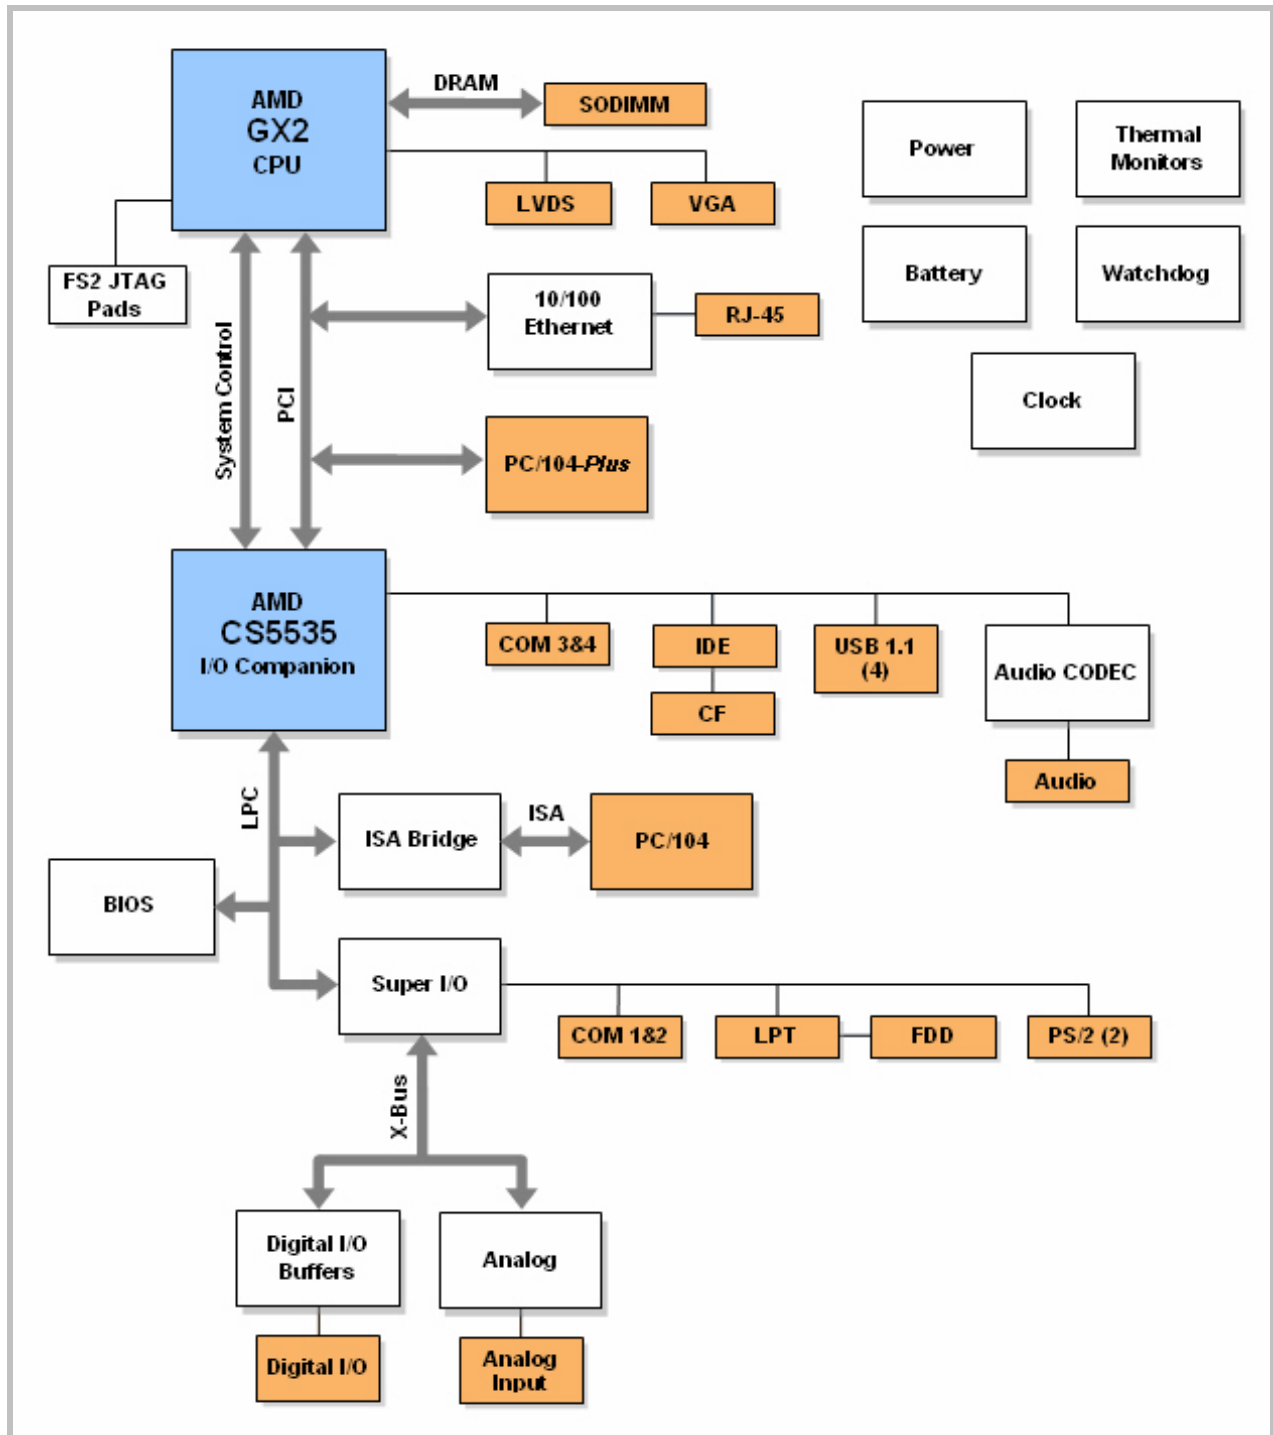 AMD
GX2
CPU
DRAM
SODIMM
LVDS
VGA
FS2 JTAG
Pads
Power
Thermal
Monitors
Battery
Watchdog
Clock
System Control
PCI
10/100
Ethernet
RJ-45
PC/104-Plus
AMD
CS5535
I/O Companion
COM 3&4
IDE
CF
USB 1.1
(4)
Audio CODEC
Audio
LPC
ISA Bridge
ISA
PC/104
BIOS
Super I/O
COM 1&2
LPT
FDD
PS/2 (2)
X-Bus
Digital I/O
Buffers
Analog
Digital I/O
Analog
Input